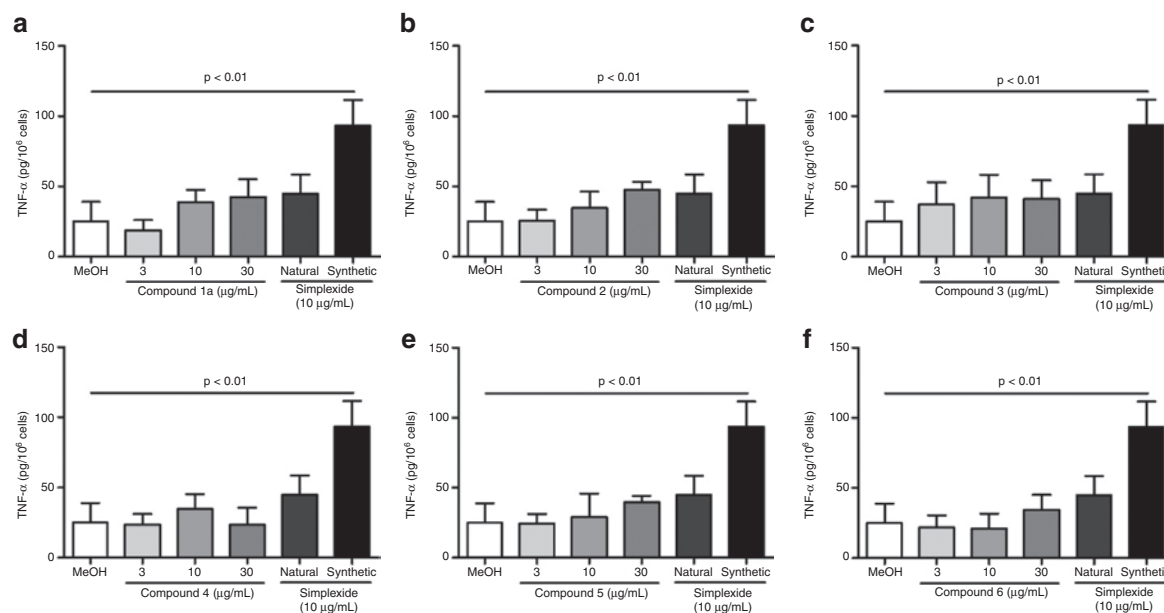 a
150
100
50
0
TNF-α (pg/10⁶ cells)
p < 0.01
MeOH 3 10 30 Natural Synthetic
Compound 1a (µg/mL) Simplexide
(10 µg/mL)
b
150
100
50
0
TNF-α (pg/10⁶ cells)
p < 0.01
MeOH 3 10 30 Natural Synthetic
Compound 2 (µg/mL) Simplexide
(10 µg/mL)
c
150
100
50
0
TNF-α (pg/10⁶ cells)
p < 0.01
MeOH 3 10 30 Natural Synthetic
Compound 3 (µg/mL) Simplexide
(10 µg/mL)
d
150
100
50
0
TNF-α (pg/10⁶ cells)
p < 0.01
MeOH 3 10 30 Natural Synthetic
Compound 4 (µg/mL) Simplexide
(10 µg/mL)
e
150
100
50
0
TNF-α (pg/10⁶ cells)
p < 0.01
MeOH 3 10 30 Natural Synthetic
Compound 5 (µg/mL) Simplexide
(10 µg/mL)
f
150
100
50
0
TNF-α (pg/10⁶ cells)
p < 0.01
MeOH 3 10 30 Natural Synthetic
Compound 6 (µg/mL) Simplexide
(10 µg/mL)